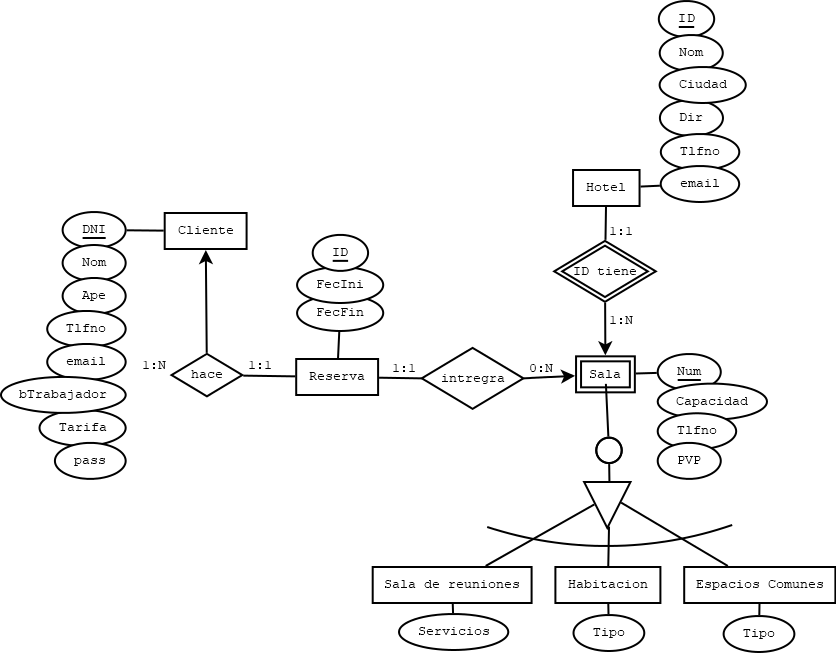 ID
Nom
Ciudad
Dir
Tlfno
email
Hotel
1:1
ID tiene
1:N
DNI
Nom
Ape
Tlfno
email
bTrabajador
Tarifa
pass
Cliente
1:N
hace
1:1
ID
FecIni
FecFin
Reserva
1:1
intregra
0:N
Sala
Num
Capacidad
Tlfno
PVP
Sala de reuniones
Habitacion
Espacios Comunes
Servicios
Tipo
Tipo